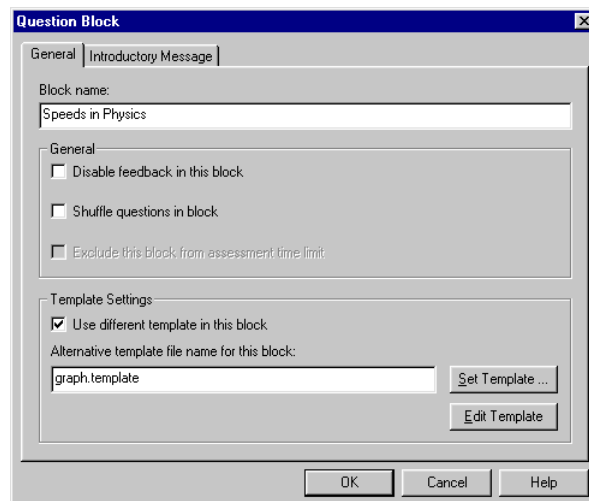 Question Block
General
Introductory Message
Block name:
Speeds in Physics
General
Disable feedback in this block
Shuffle questions in block
Exclude this block from assessment time limit
Template Settings
Use different template in this block
Alternative template file name for this block:
graph.template
Set Template ...
Edit Template
OK
Cancel
Help